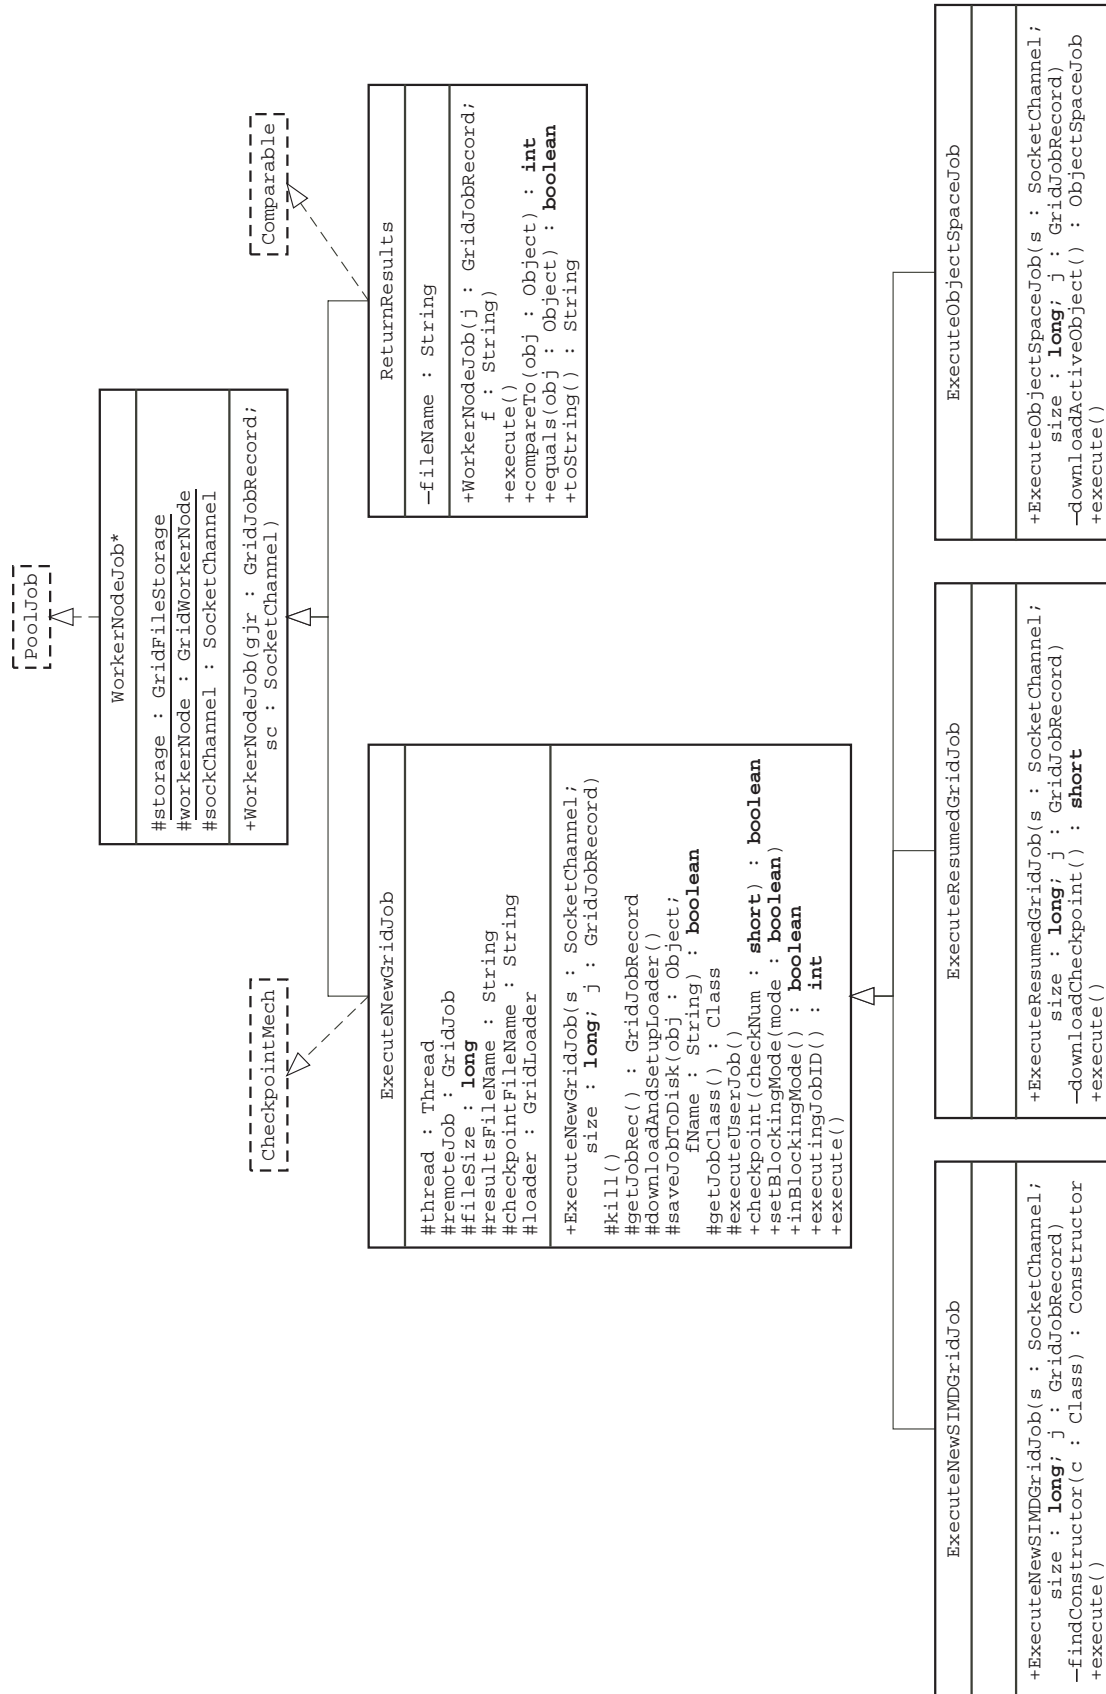 PoolJob
WorkerNodeJob*
#storage : GridFileStorage
#workerNode : GridWorkerNode
#sockChannel : SocketChannel
+WorkerNodeJob(gjr : GridJobRecord;
sc : SocketChannel)
CheckpointMech
Comparable
ExecuteNewGridJob
#thread : Thread
#remoteJob : GridJob
#fileSize : long
#resultsFileName : String
#checkpointFileName : String
#loader : GridLoader
+ExecuteNewGridJob(s : SocketChannel;
size : long; j : GridJobRecord)
#kill()
#getJobRec() : GridJobRecord
#downloadAndSetupLoader()
#saveJobToDisk(obj : Object;
fName : String) : boolean
#getJobClass() : Class
#executeUserJob()
+checkpoint(checkNum : short) : boolean
+setBlockingMode(mode : boolean)
+inBlockingMode() : boolean
+executingJobID() : int
+execute()
ReturnResults
−fileName : String
+WorkerNodeJob(j : GridJobRecord;
f : String)
+execute()
+compareTo(obj : Object) : int
+equals(obj : Object) : boolean
+toString() : String
ExecuteNewSIMDGridJob
+ExecuteNewSIMDGridJob(s : SocketChannel;
size : long; j : GridJobRecord)
−findConstructor(c : Class) : Constructor
+execute()
ExecuteResumedGridJob
+ExecuteResumedGridJob(s : SocketChannel;
size : long; j : GridJobRecord)
−downloadCheckpoint() : short
+execute()
ExecuteObjectSpaceJob
+ExecuteObjectSpaceJob(s : SocketChannel;
size : long; j : GridJobRecord)
−downloadActiveObject() : ObjectSpaceJob
+execute()